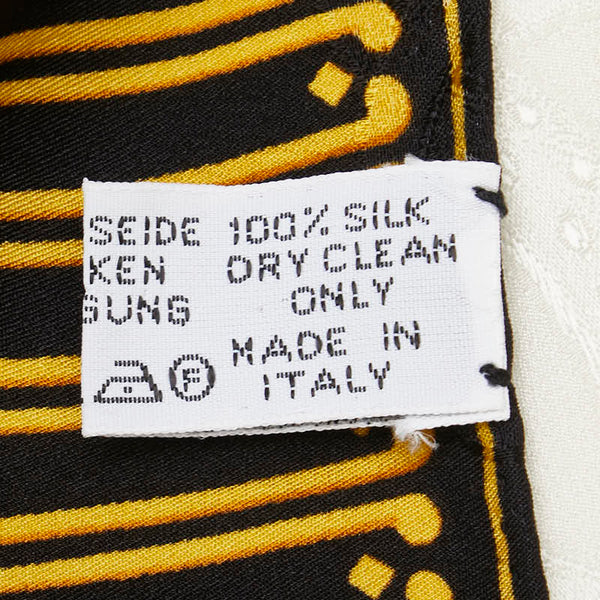 SEIDE 100% SILK
KEN DRY CLEAN
SUNG ONLY
MADE IN
F ITALY